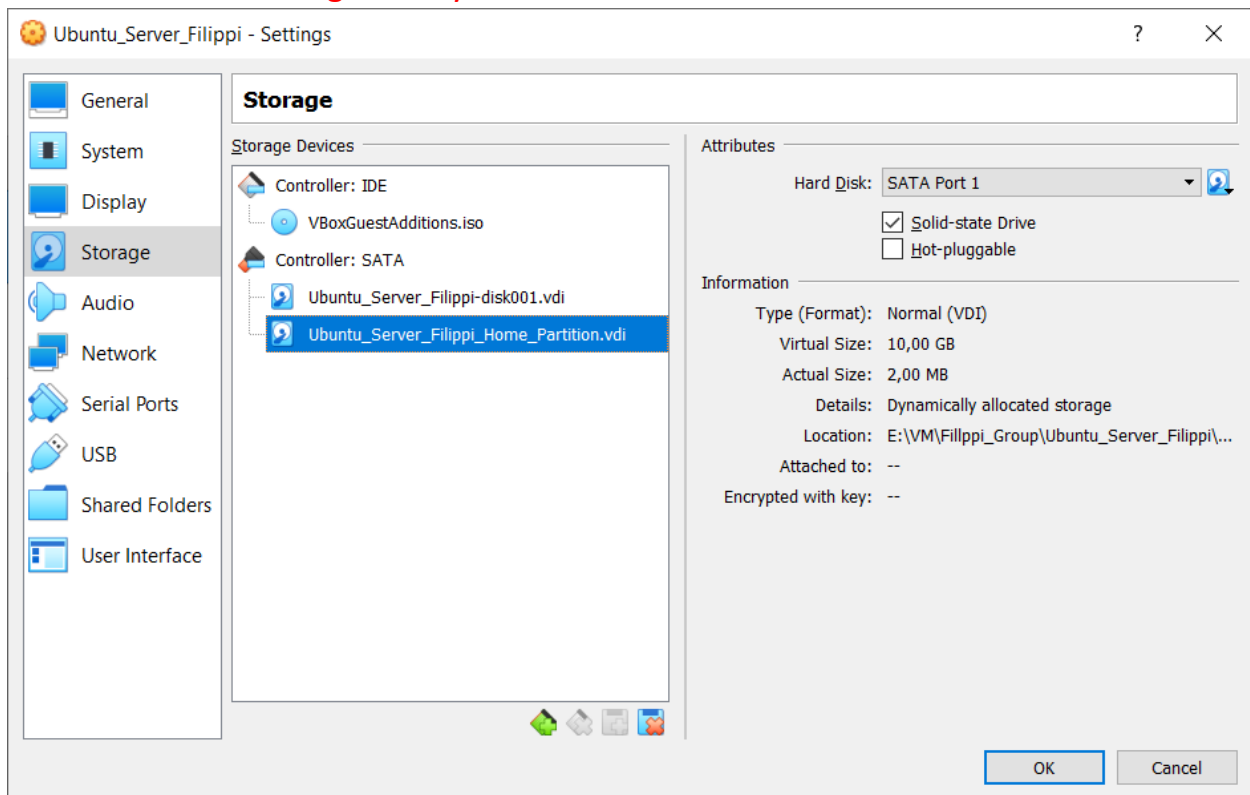 Ubuntu_Server_Filippi - Settings
?
General
System
Display
Storage
Audio
Network
Serial Ports
USB
Shared Folders
User Interface
Storage
Storage Devices
Controller: IDE
VBoxGuestAdditions.iso
Controller: SATA
Ubuntu_Server_Filippi-disk001.vdi
Ubuntu_Server_Filippi_Home_Partition.vdi
Attributes
Hard Disk: SATA Port 1
Solid-state Drive
Hot-pluggable
Information
Type (Format): Normal (VDI)
Virtual Size: 10,00 GB
Actual Size: 2,00 MB
Details: Dynamically allocated storage
Location: E:\VM\Fillppi_Group\Ubuntu_Server_Filippi\...
Attached to: --
Encrypted with key: --
OK
Cancel